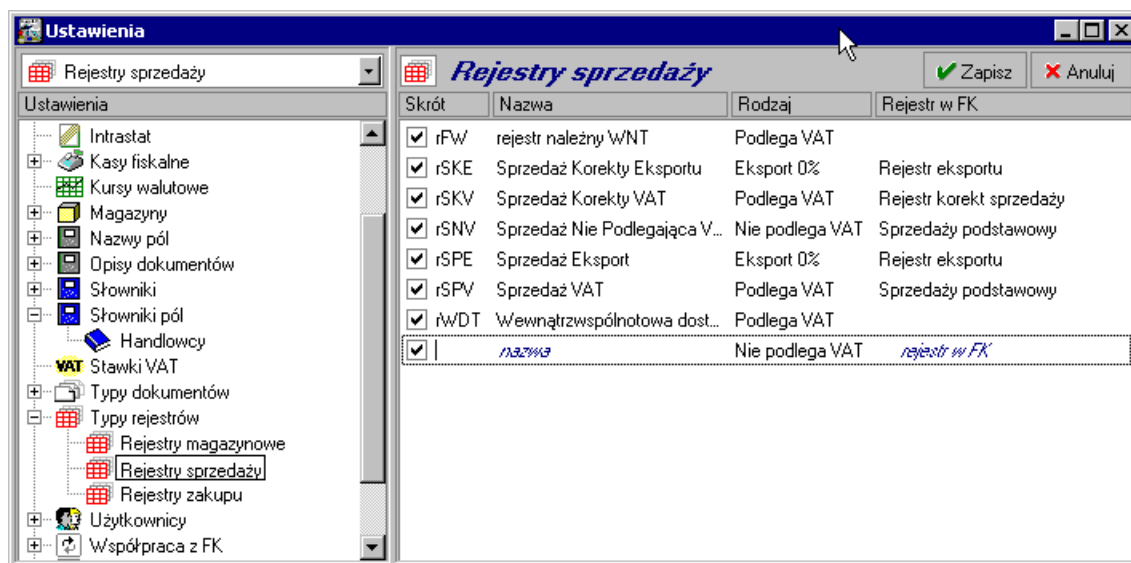 Ustawienia
Rejestry sprzedaży
Ustawienia
Intrastat
Kasy fiskalne
Kursy walutowe
Magazyny
Nazwy pól
Opisy dokumentów
Słowniki
Słowniki pól
Handlowcy
VAT Stawki VAT
Typy dokumentów
Typy rejestrów
Rejestry magazynowe
Rejestry sprzedaży
Rejestry zakupu
Użytkownicy
Współpraca z FK
Rejestry sprzedaży Zapisz Anuluj
Skrót Nazwa Rodzaj Rejestr w FK
rFW rejestr należny WNT Podlega VAT
rSKE Sprzedaż Korekty Eksportu Eksport 0% Rejestr eksportu
rSKV Sprzedaż Korekty VAT Podlega VAT Rejestr korekt sprzedaży
rSNV Sprzedaż Nie Podlegająca V... Nie podlega VAT Sprzedaży podstawowy
rSPE Sprzedaż Eksport Eksport 0% Rejestr eksportu
rSPV Sprzedaż VAT Podlega VAT Sprzedaży podstawowy
rWDT Wewnątrzwspólnotowa dost... Podlega VAT
nazwa Nie podlega VAT rejestr w FK